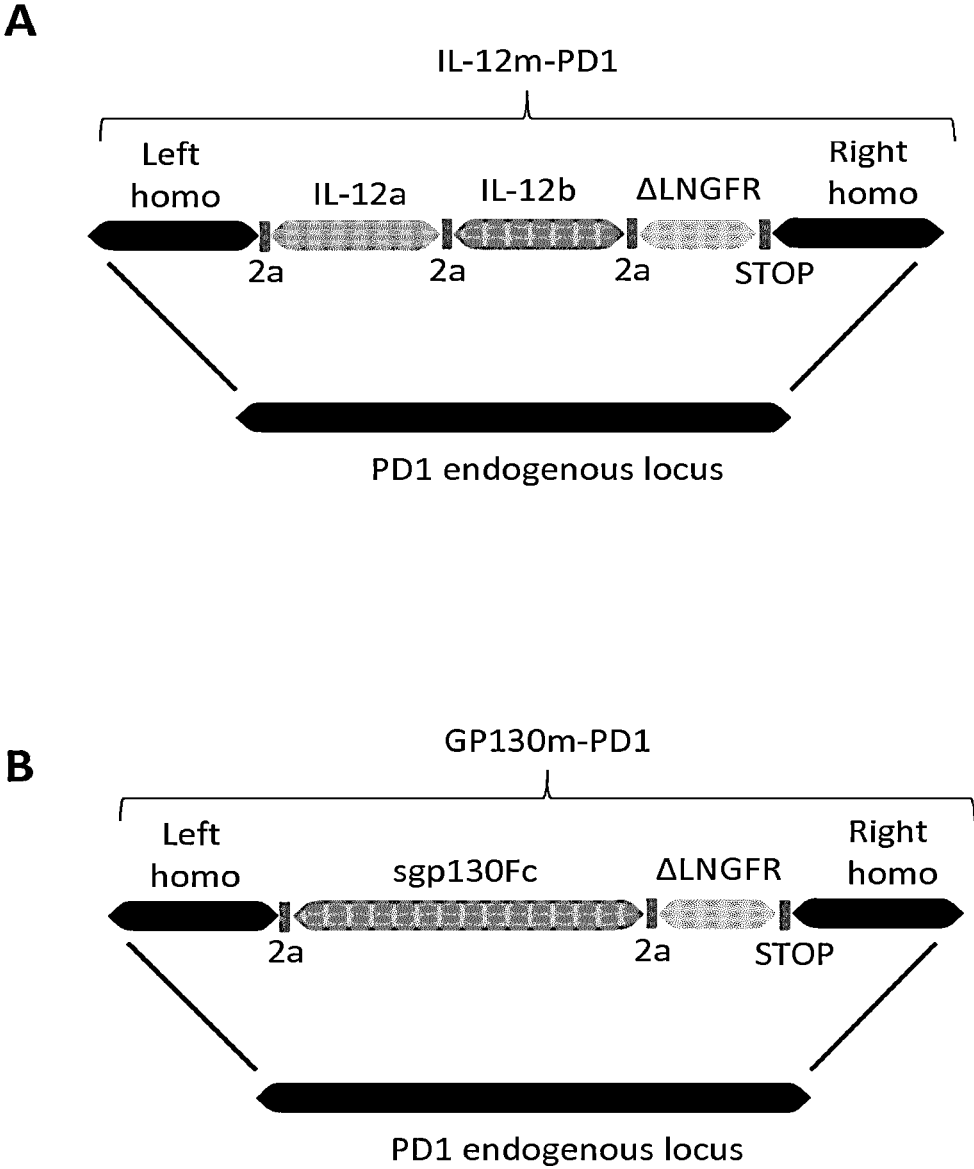 A
IL-12m-PD1
Left
homo
IL-12a
IL-12b
ΔLNGFR
Right
homo
2a
2a
2a
STOP
PD1 endogenous locus
B
GP130m-PD1
Left
homo
sgp130Fc
ΔLNGFR
Right
homo
2a
2a
STOP
PD1 endogenous locus